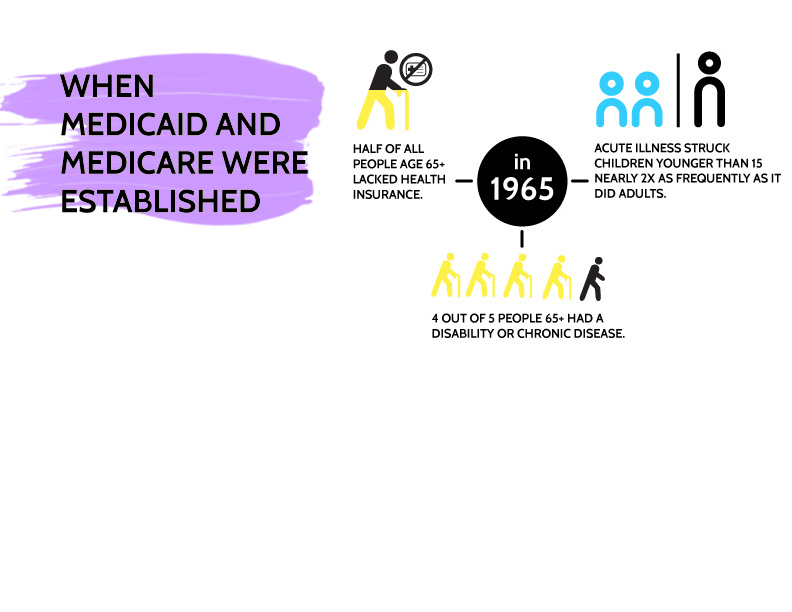 WHEN
MEDICAID AND
MEDICARE WERE
ESTABLISHED
HALF OF ALL
PEOPLE AGE 65+
LACKED HEALTH
INSURANCE.
in
1965
ACUTE ILLNESS STRUCK
CHILDREN YOUNGER THAN 15
NEARLY 2X AS FREQUENTLY AS IT
DID ADULTS.
4 OUT OF 5 PEOPLE 65+ HAD A
DISABILITY OR CHRONIC DISEASE.